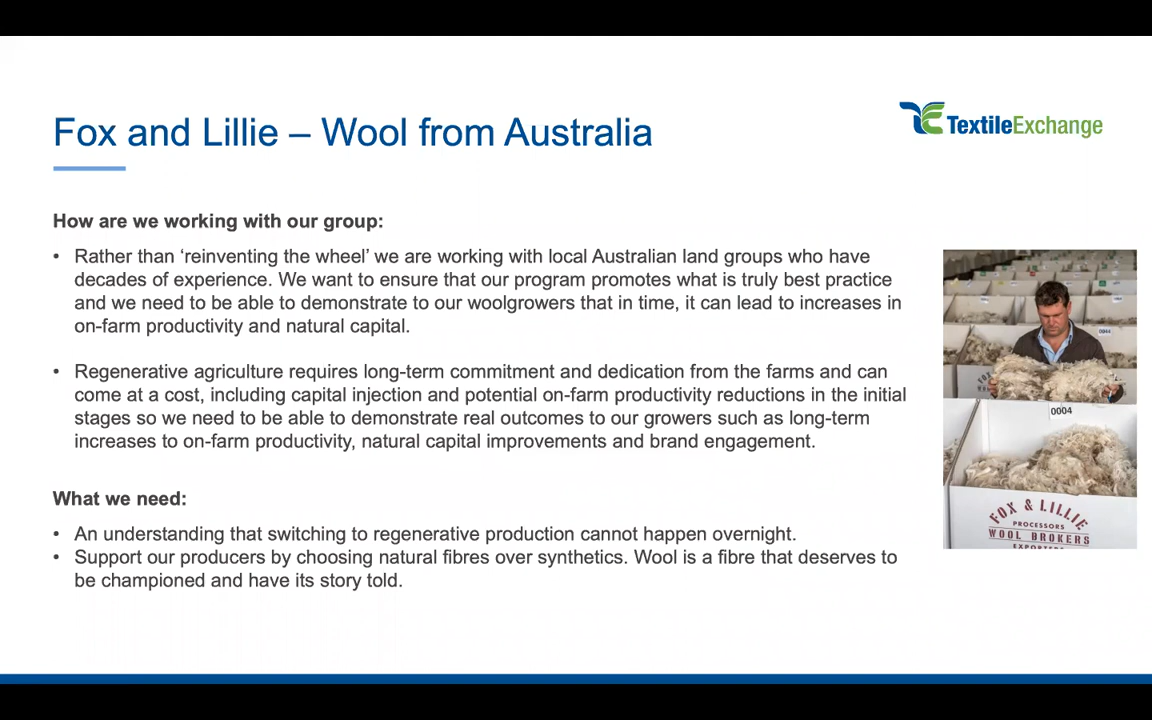 Fox and Lillie – Wool from Australia
TextileExchange
How are we working with our group:
• Rather than ‘reinventing the wheel’ we are working with local Australian land groups who have
decades of experience. We want to ensure that our program promotes what is truly best practice
and we need to be able to demonstrate to our woolgrowers that in time, it can lead to increases in
on-farm productivity and natural capital.
• Regenerative agriculture requires long-term commitment and dedication from the farms and can
come at a cost, including capital injection and potential on-farm productivity reductions in the initial
stages so we need to be able to demonstrate real outcomes to our growers such as long-term
increases to on-farm productivity, natural capital improvements and brand engagement.
What we need:
• An understanding that switching to regenerative production cannot happen overnight.
• Support our producers by choosing natural fibres over synthetics. Wool is a fibre that deserves to
be championed and have its story told.
0044
0004
FOX & LILLIE
PROCESSORS
WOOL BROKERS
EXPORTERS